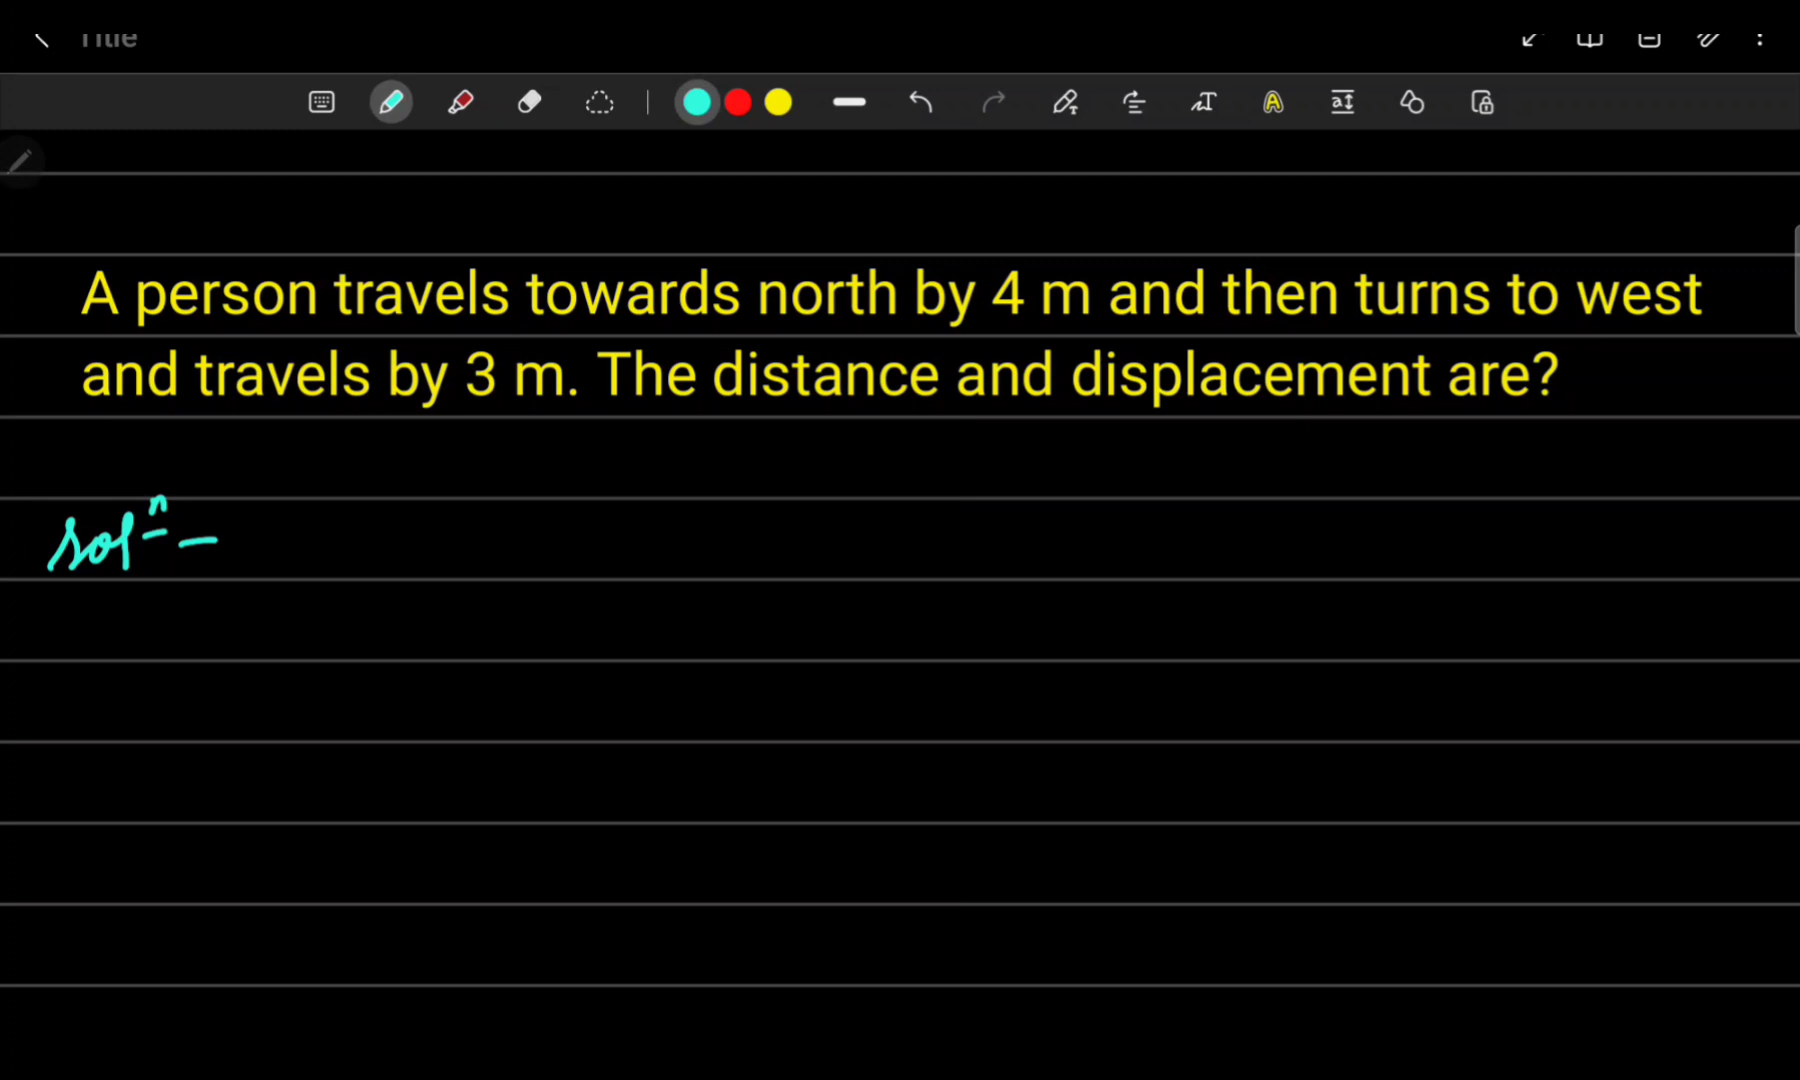 Title
A person travels towards north by 4 m and then turns to west
and travels by 3 m. The distance and displacement are?
solⁿ -